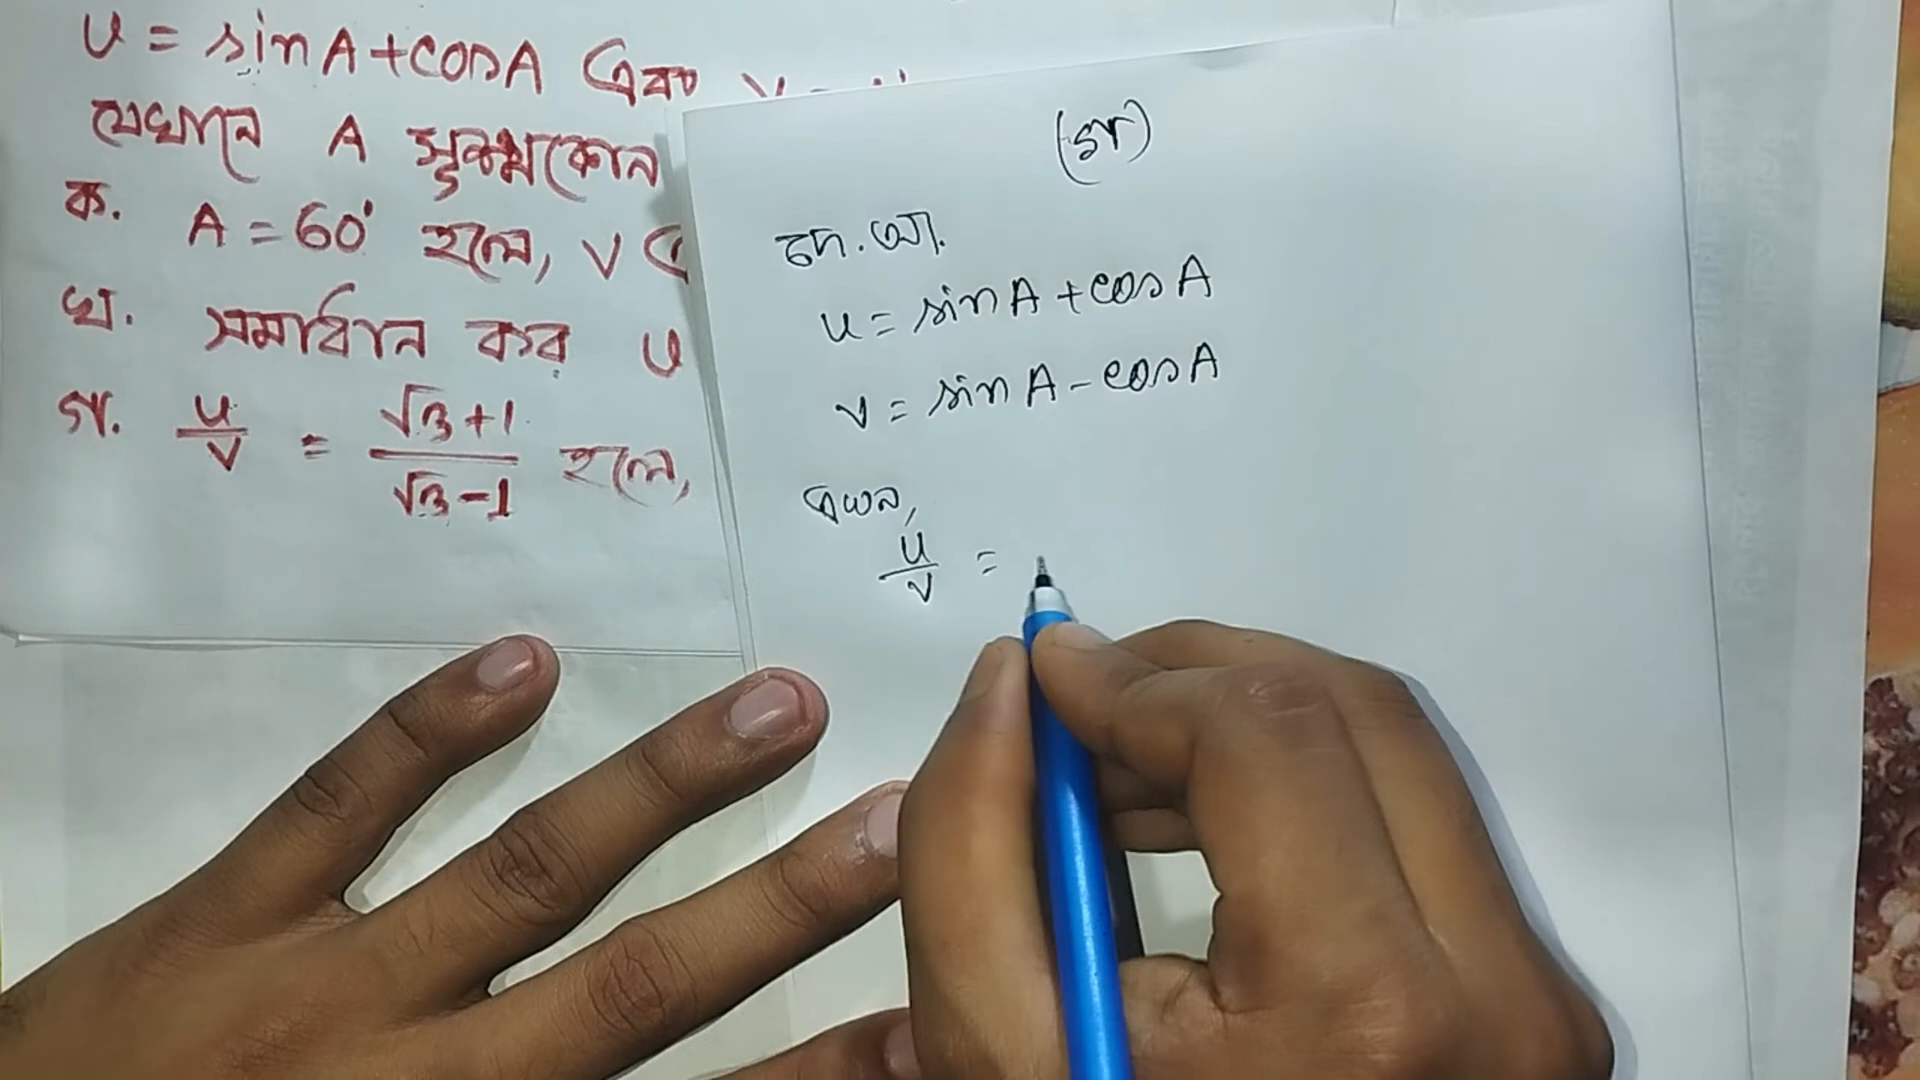 u = sinA+cosA এবং
যেখানে A সূক্ষ্মকোন
ক. A = 60° হলে, v
খ. সমাধান কর u
গ. u/v = √3+1/√3-1 হলে,
(গ)
দে.আ.
u = sinA+cosA
v = sinA-cosA
এখন,
u/v =